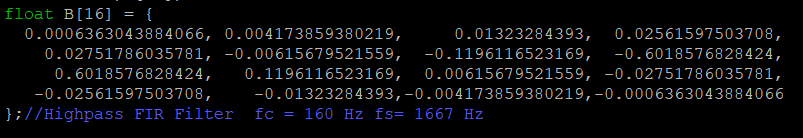 float B[16] = {
0.0006363043884066, 0.004173859380219, 0.01323284393, 0.02561597503708,
0.02751786035781, -0.00615679521559, -0.1196116523169, -0.6018576828424,
0.6018576828424, 0.1196116523169, 0.00615679521559, -0.02751786035781,
-0.02561597503708, -0.01323284393,-0.004173859380219,-0.0006363043884066
};//Highpass FIR Filter fc = 160 Hz fs= 1667 Hz